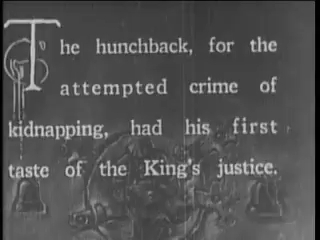 The hunchback, for the
attempted crime of
kidnapping, had his first
taste of the King's justice.